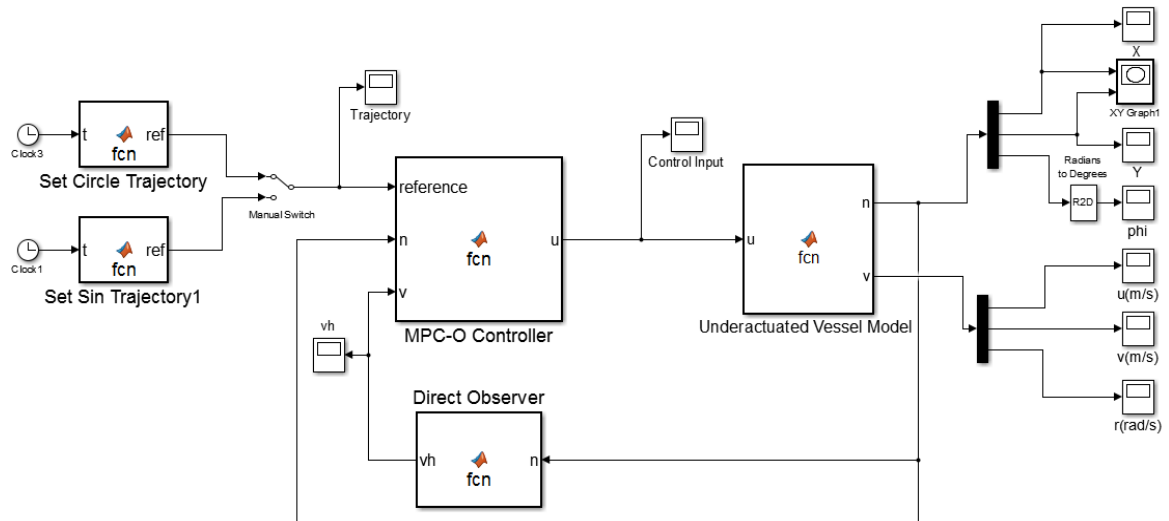 Clock3
t
fcn
ref
Set Circle Trajectory
Clock1
t
fcn
ref
Set Sin Trajectory1
Manual Switch
Trajectory
reference
n
v
fcn
u
MPC-O Controller
vh
Direct Observer
vh
fcn
n
Control Input
u
fcn
n
v
Underactuated Vessel Model
X
XY Graph1
Y
Radians
to Degrees
R2D
phi
u(m/s)
v(m/s)
r(rad/s)